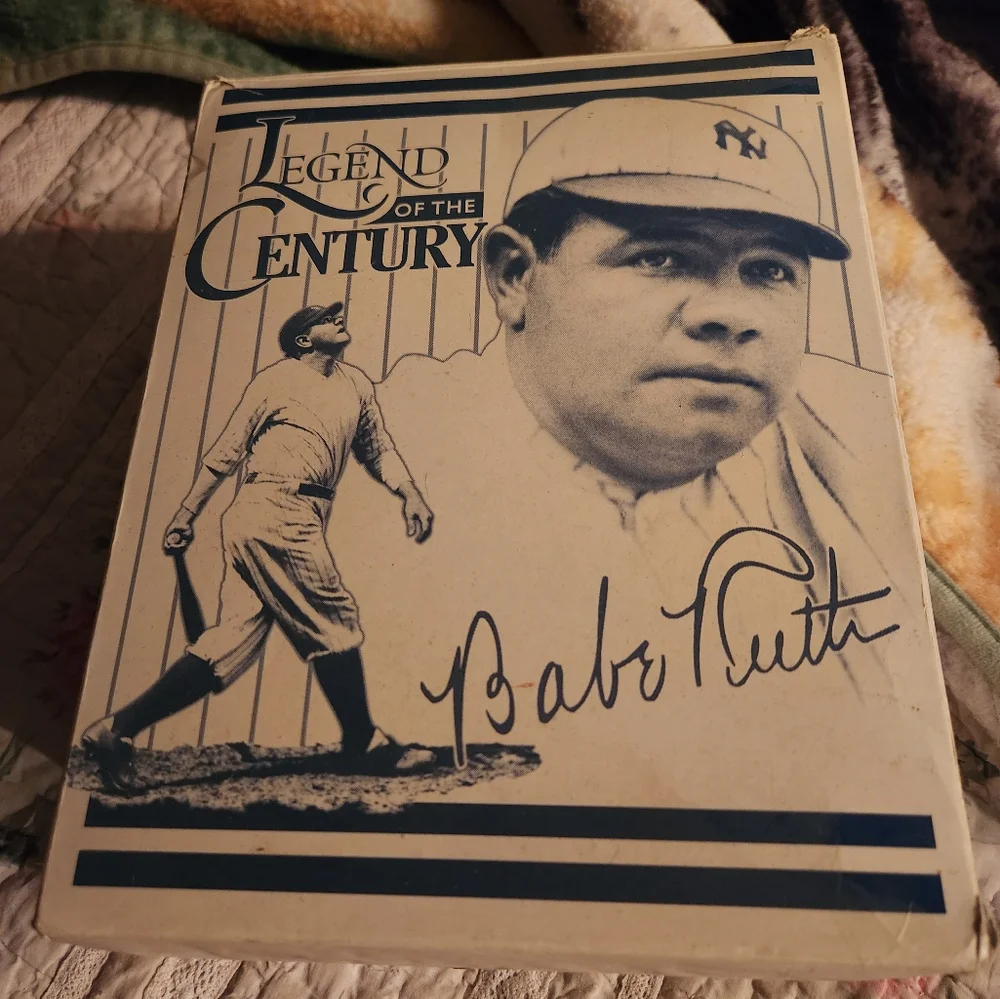 LEGEND
OF THE
CENTURY
NY
Babe Ruth